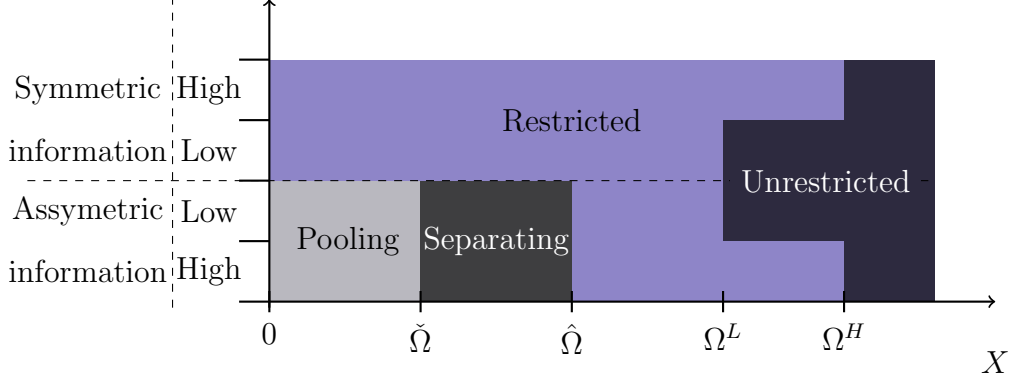 Symmetric High
Restricted
information Low
Unrestricted
Assymetric Low
Pooling Separating
information High
0 Ω̌ Ω̂ Ω^L Ω^H
X